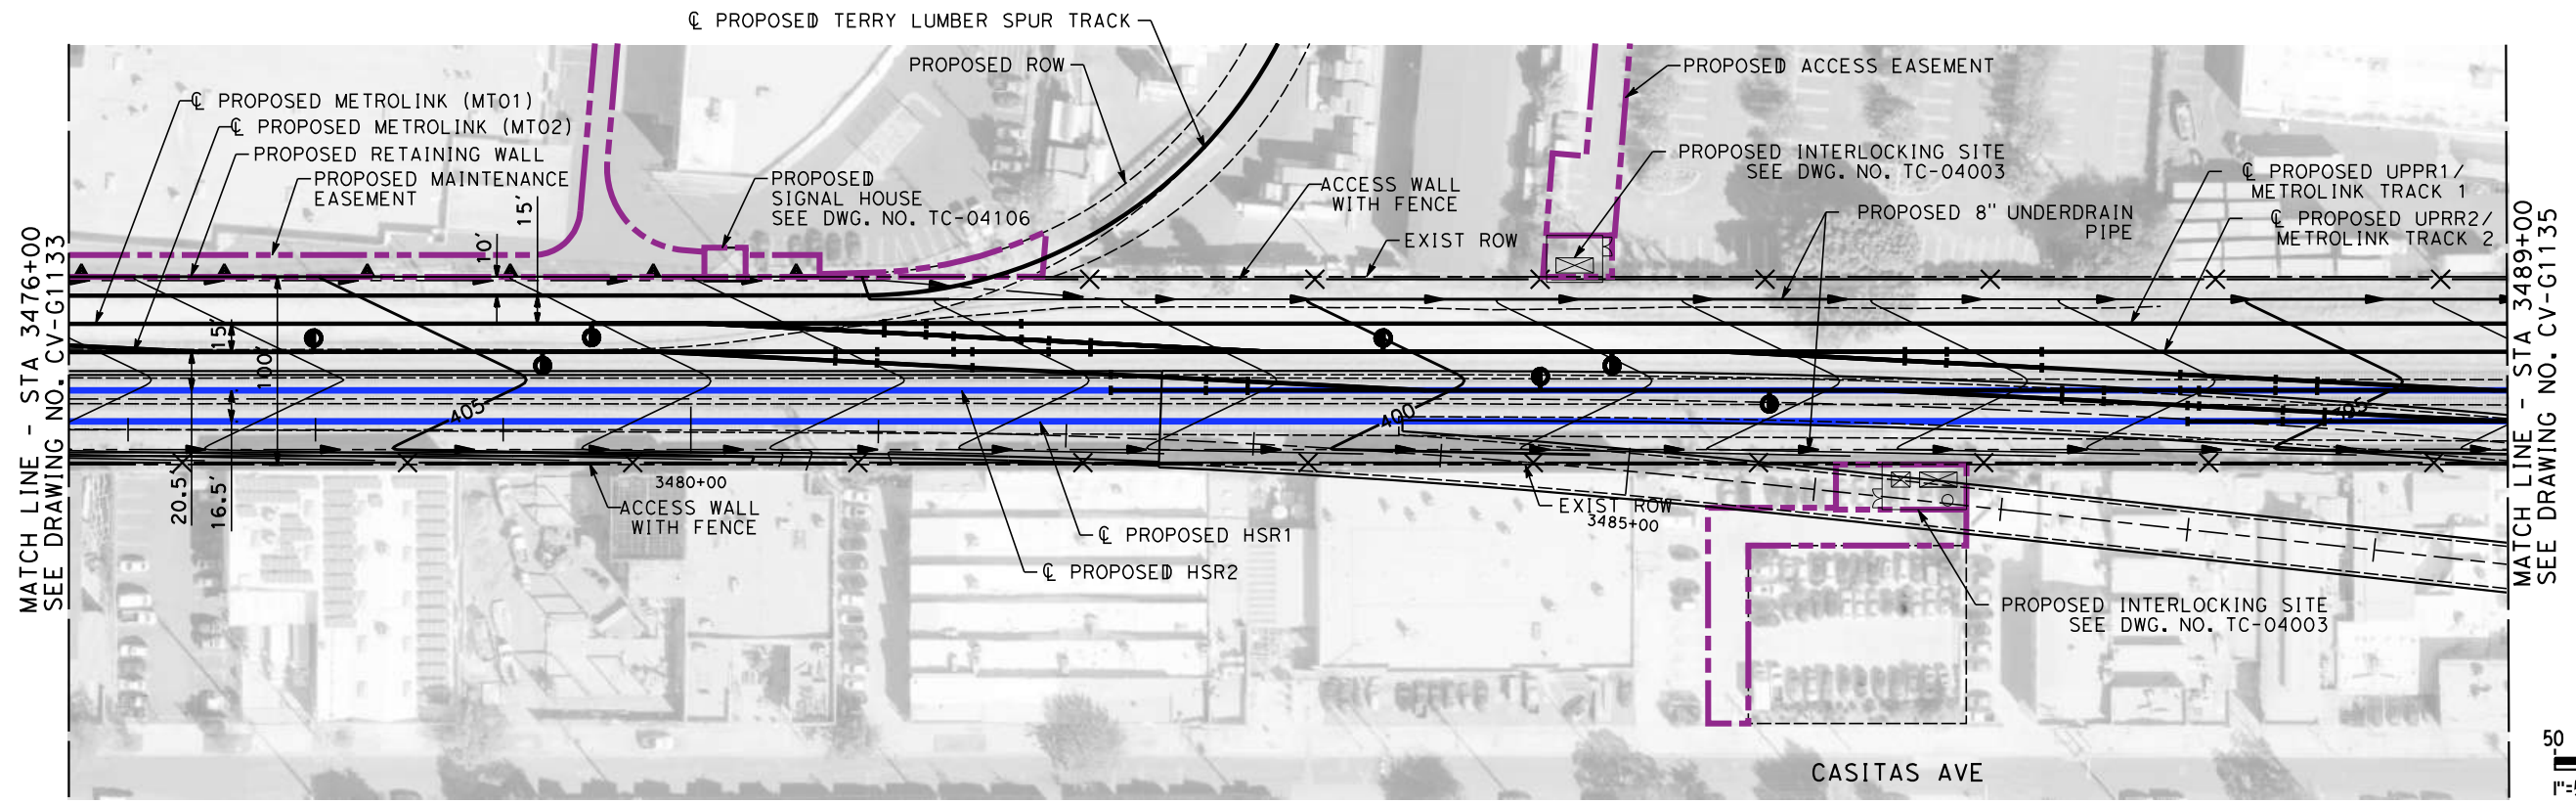 ℄ PROPOSED TERRY LUMBER SPUR TRACK
PROPOSED ROW
PROPOSED ACCESS EASEMENT
℄ PROPOSED METROLINK (MT01)
℄ PROPOSED METROLINK (MT02)
PROPOSED RETAINING WALL
PROPOSED MAINTENANCE
EASEMENT
PROPOSED
SIGNAL HOUSE
SEE DWG. NO. TC-04106
ACCESS WALL
WITH FENCE
EXIST ROW
PROPOSED INTERLOCKING SITE
SEE DWG. NO. TC-04003
PROPOSED 8" UNDERDRAIN
PIPE
℄ PROPOSED UPPR1/
METROLINK TRACK 1
℄ PROPOSED UPRR2/
METROLINK TRACK 2
MATCH LINE - STA 3476+00
SEE DRAWING NO. CV-G1133
10'
15'
15'
100'
20.5'
16.5'
405
400
395
3480+00
ACCESS WALL
WITH FENCE
℄ PROPOSED HSR1
℄ PROPOSED HSR2
EXIST ROW
3485+00
PROPOSED INTERLOCKING SITE
SEE DWG. NO. TC-04003
CASITAS AVE
MATCH LINE - STA 3489+00
SEE DRAWING NO. CV-G1135
50